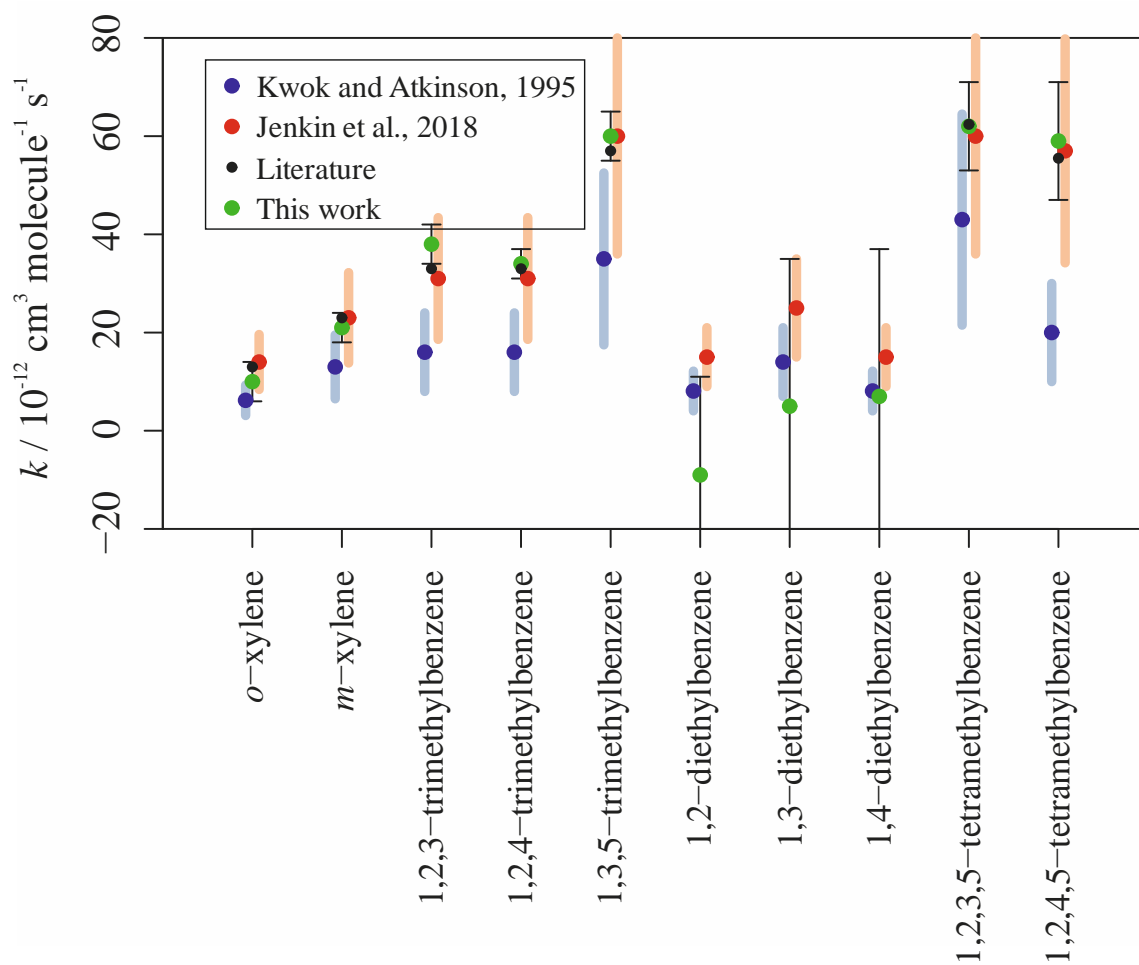 80
60
40
20
0
−20
k / 10⁻¹² cm³ molecule⁻¹ s⁻¹
Kwok and Atkinson, 1995
Jenkin et al., 2018
Literature
This work
o−xylene
m−xylene
1,2,3−trimethylbenzene
1,2,4−trimethylbenzene
1,3,5−trimethylbenzene
1,2−diethylbenzene
1,3−diethylbenzene
1,4−diethylbenzene
1,2,3,5−tetramethylbenzene
1,2,4,5−tetramethylbenzene